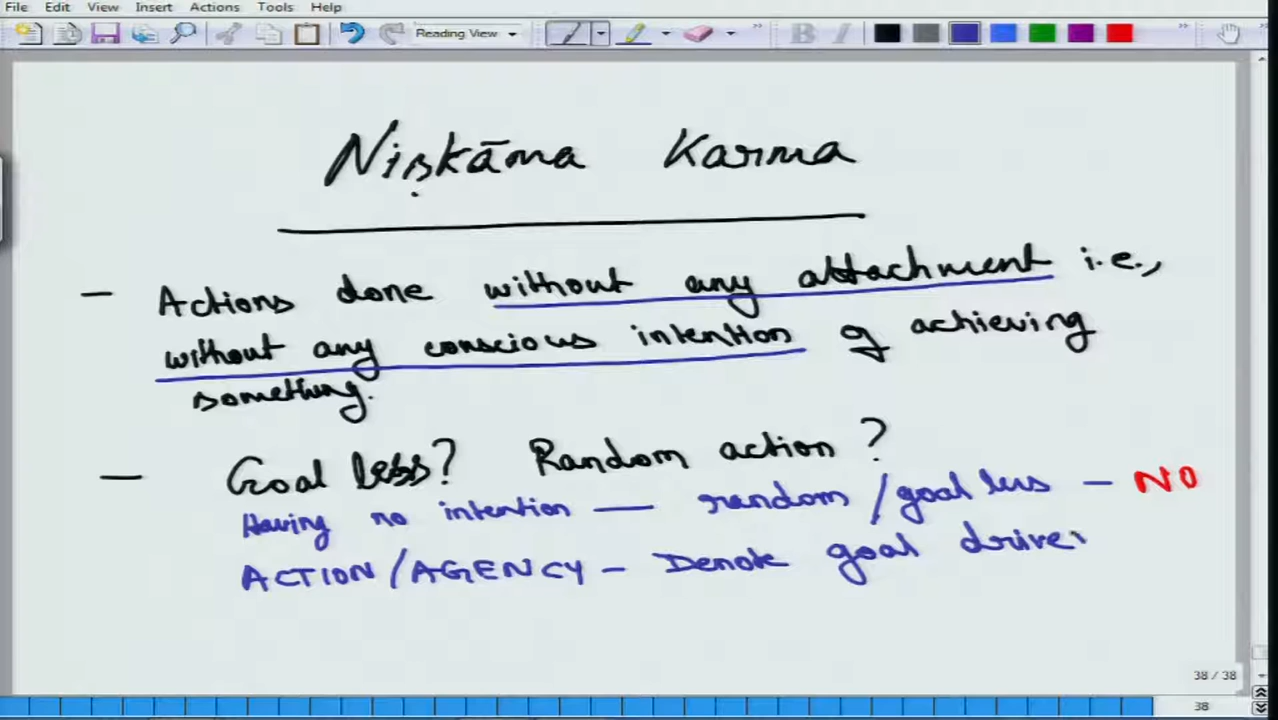 File Edit View Insert Actions Tools Help
Reading View
Niṣkāma Karma
- Actions done without any attachment i.e.,
without any conscious intention of achieving
something.
- Goal less? Random action?
Having no intention — random/goal less - NO
ACTION/AGENCY - Denote goal driven
38/38
38